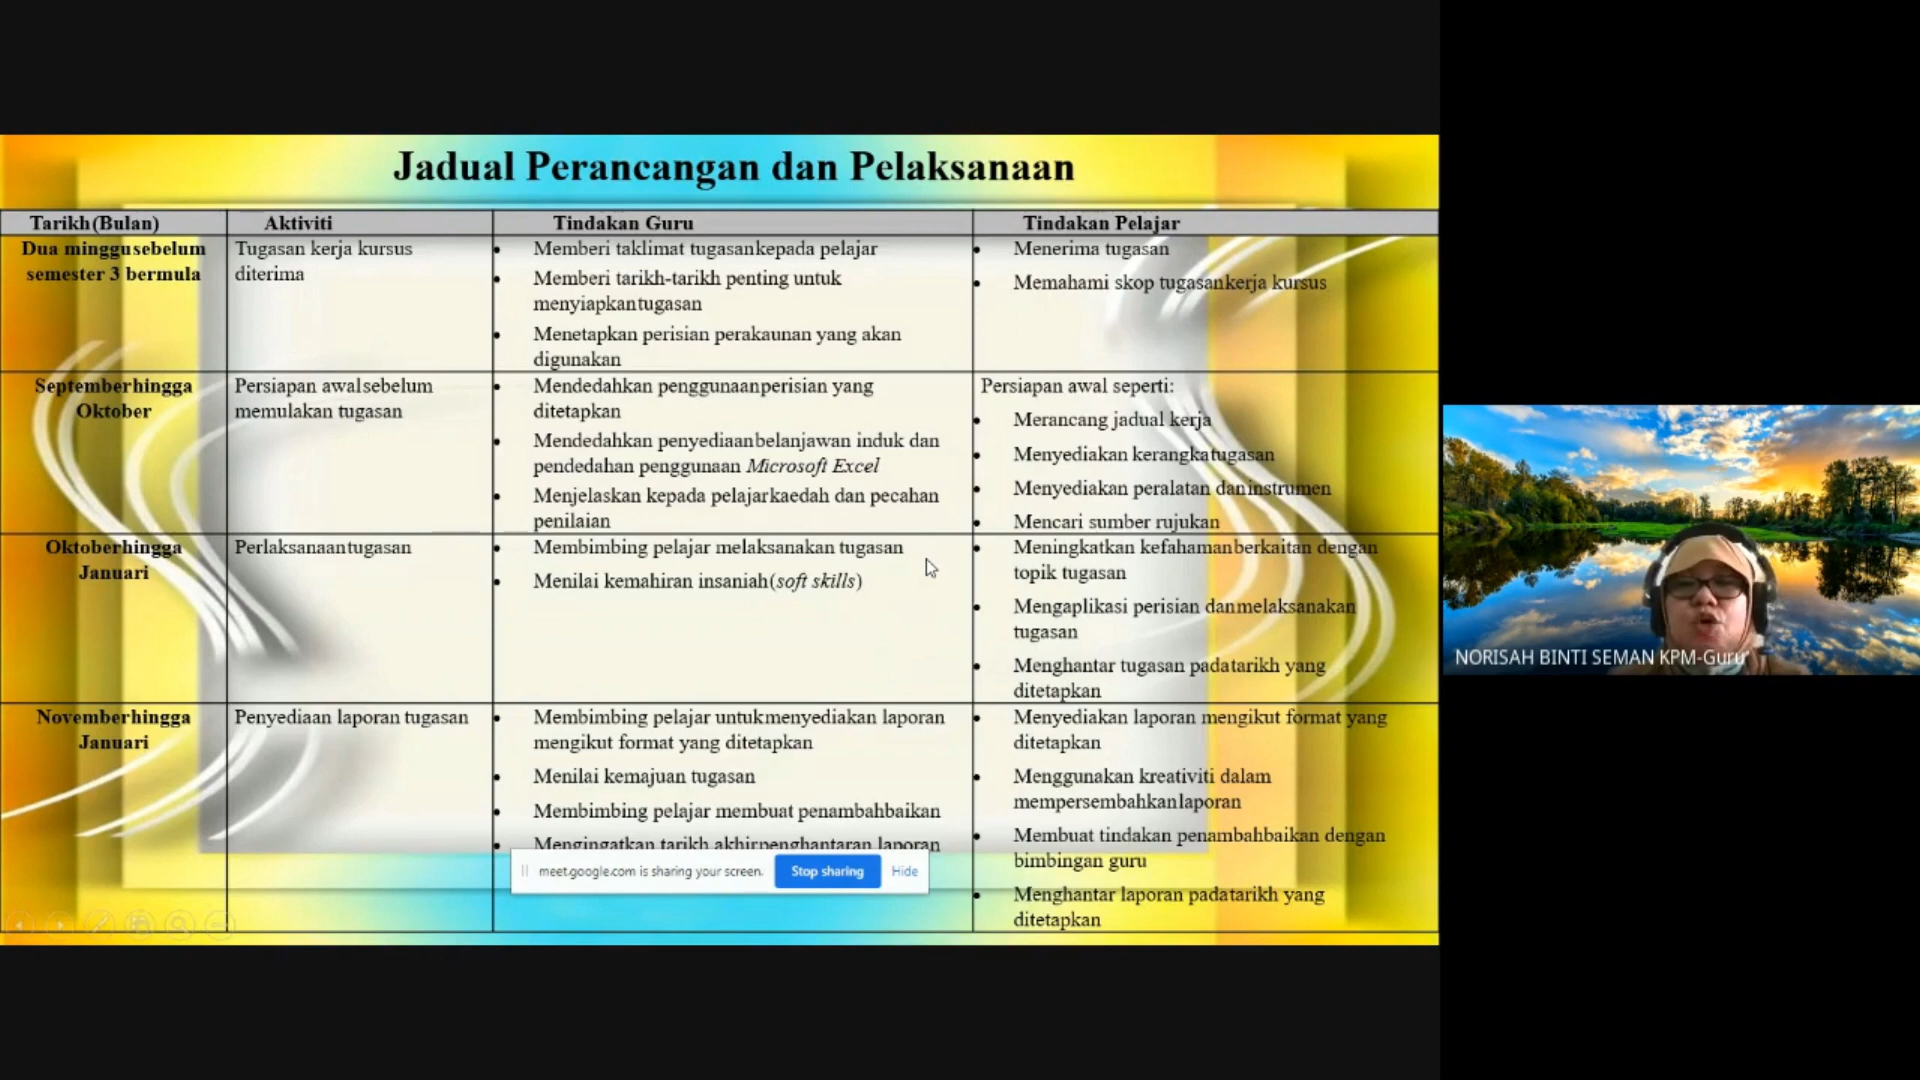 Jadual Perancangan dan Pelaksanaan
Tarikh(Bulan) Aktiviti Tindakan Guru Tindakan Pelajar
Dua minggusebelum
semester 3 bermula
Tugasan kerja kursus
diterima
• Memberi taklimat tugasankepada pelajar
• Memberi tarikh-tarikh penting untuk
menyiapkantugasan
• Menetapkan perisian perakaunan yang akan
digunakan
• Menerima tugasan
• Memahami skop tugasankerja kursus
Septemberhingga
Oktober
Persiapan awalsebelum
memulakan tugasan
• Mendedahkan penggunaanperisian yang
ditetapkan
• Mendedahkan penyediaanbelanjawan induk dan
pendedahan penggunaan Microsoft Excel
• Menjelaskan kepada pelajarkaedah dan pecahan
penilaian
Persiapan awal seperti:
• Merancang jadual kerja
• Menyediakan kerangkatugasan
• Menyediakan peralatan daninstrumen
• Mencari sumber rujukan
Oktoberhingga
Januari
Perlaksanaantugasan
• Membimbing pelajar melaksanakan tugasan
• Menilai kemahiran insaniah(soft skills)
• Meningkatkan kefahamanberkaitan dengan
topik tugasan
• Mengaplikasi perisian danmelaksanakan
tugasan
• Menghantar tugasan padatarikh yang
ditetapkan
Novemberhingga
Januari
Penyediaan laporan tugasan
• Membimbing pelajar untukmenyediakan laporan
mengikut format yang ditetapkan
• Menilai kemajuan tugasan
• Membimbing pelajar membuat penambahbaikan
• Mengingatkan tarikh akhirpenghantaran laporan
• Menyediakan laporan mengikut format yang
ditetapkan
• Menggunakan kreativiti dalam
mempersembahkanlaporan
• Membuat tindakan penambahbaikan dengan
bimbingan guru
• Menghantar laporan padatarikh yang
ditetapkan
meet.google.com is sharing your screen. Stop sharing Hide
NORISAH BINTI SEMAN KPM-Guru